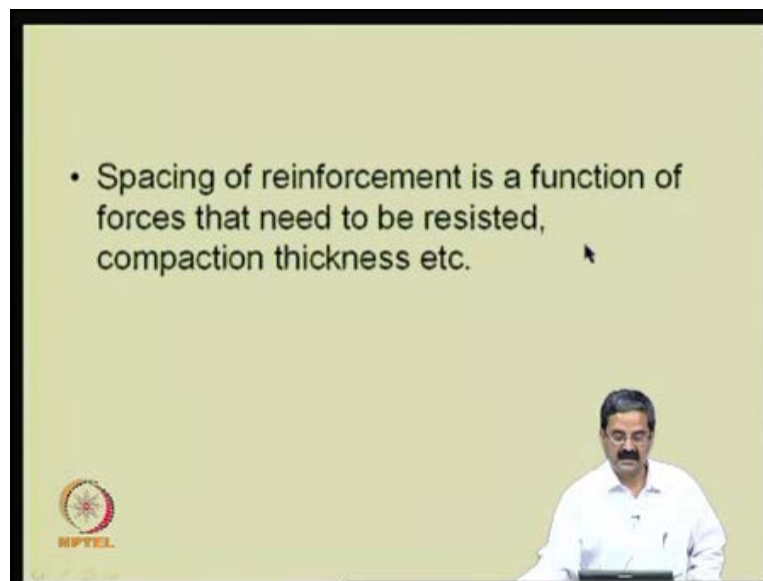 • Spacing of reinforcement is a function of
forces that need to be resisted,
compaction thickness etc.
NPTEL